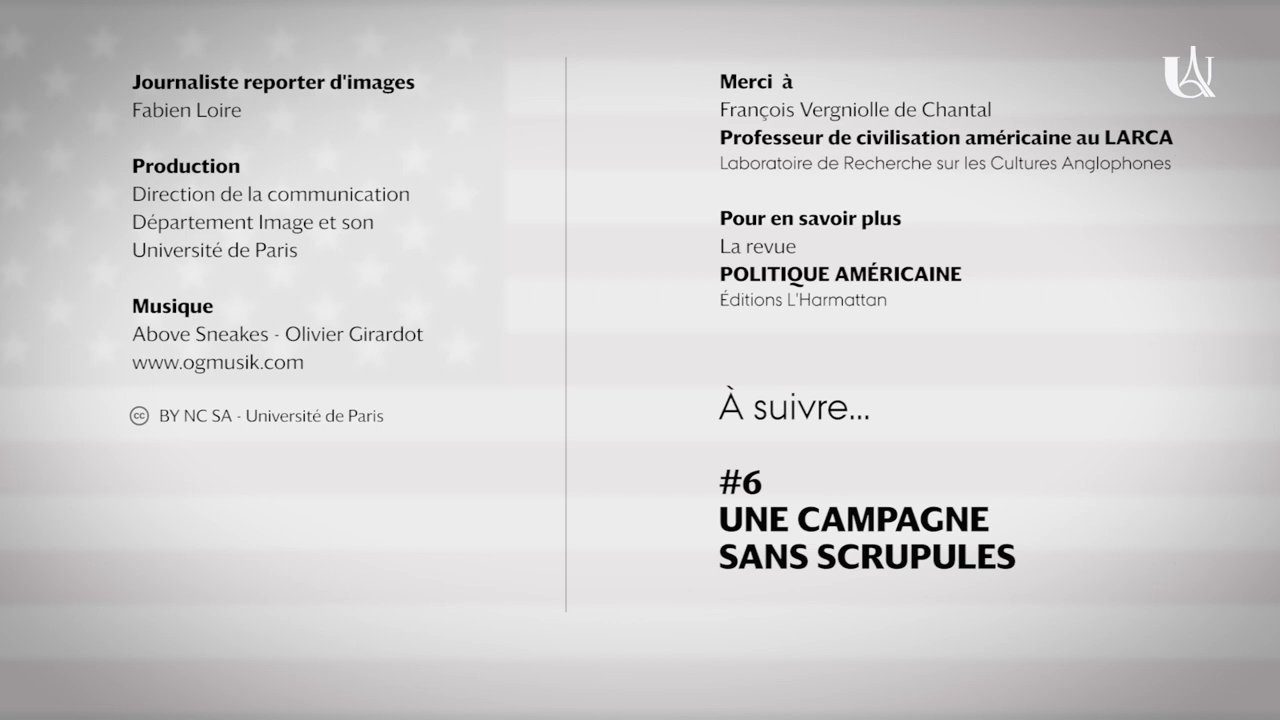 Journaliste reporter d'images
Fabien Loire
Production
Direction de la communication
Département Image et son
Université de Paris
Musique
Above Sneakes - Olivier Girardot
www.ogmusik.com
cc BY NC SA - Université de Paris
Merci à
François Vergniolle de Chantal
Professeur de civilisation américaine au LARCA
Laboratoire de Recherche sur les Cultures Anglophones
Pour en savoir plus
La revue
POLITIQUE AMÉRICAINE
Éditions L'Harmattan
À suivre...
#6
UNE CAMPAGNE
SANS SCRUPULES